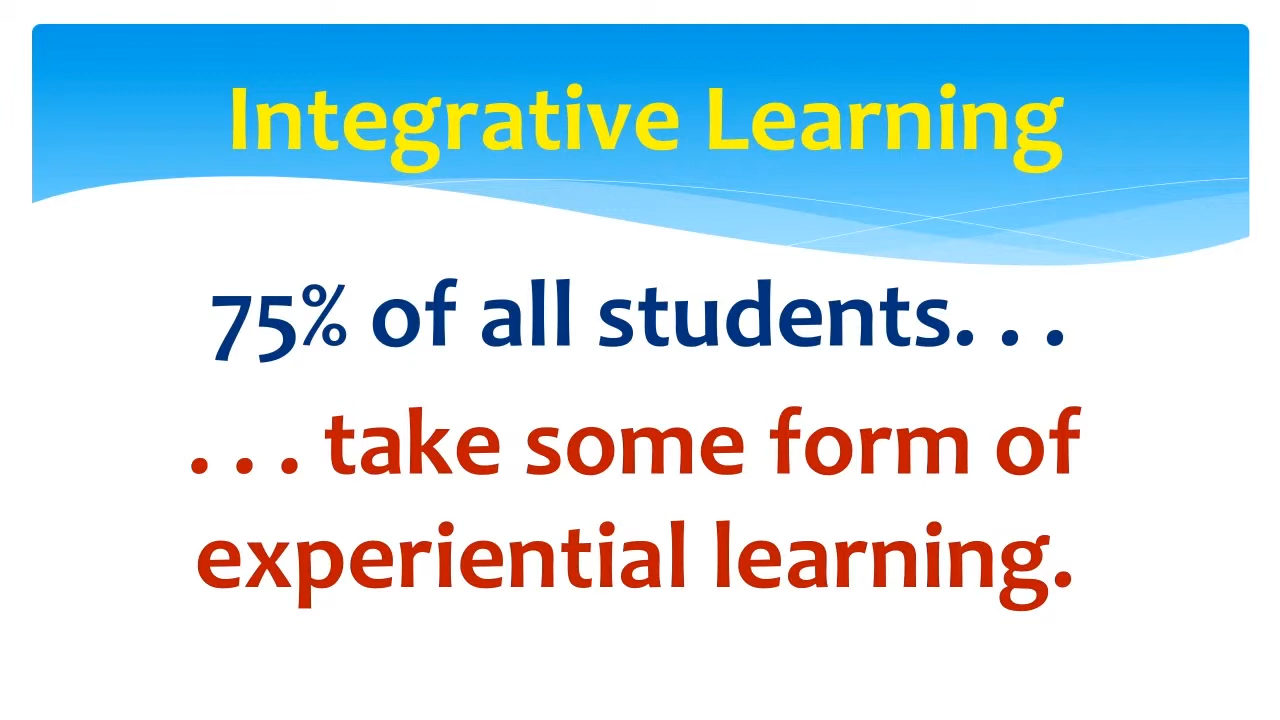 Integrative Learning
75% of all students. . .
. . . take some form of
experiential learning.